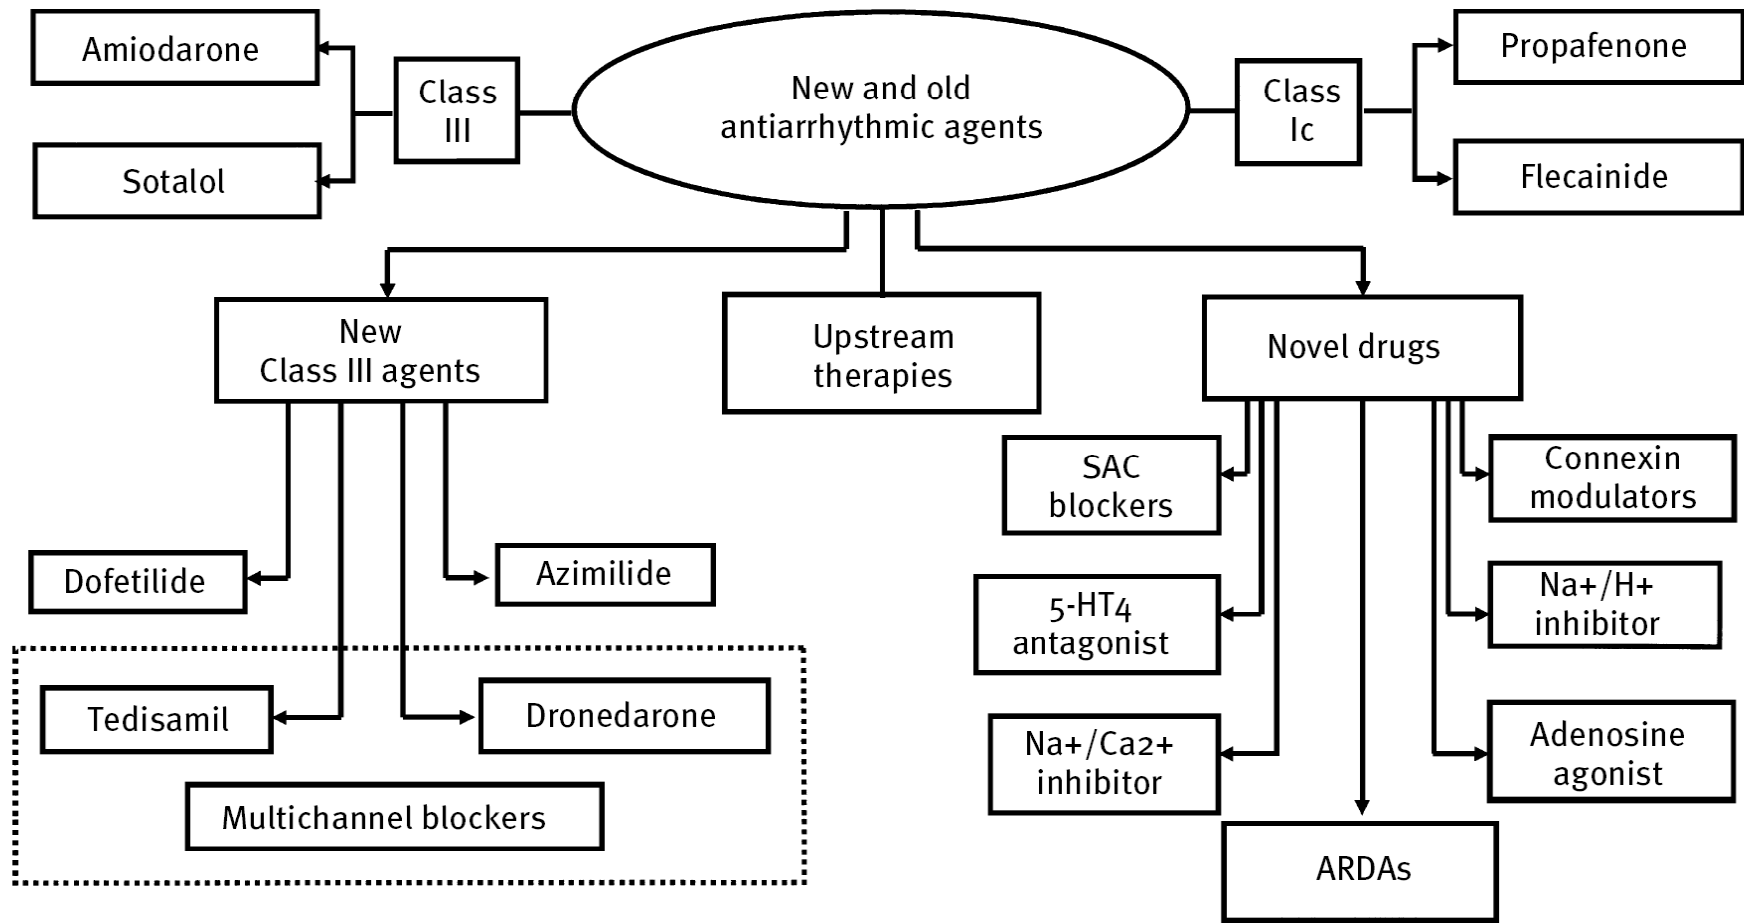 Amiodarone
Class
III
Sotalol
New and old
antiarrhythmic agents
Class
Ic
Propafenone
Flecainide
New
Class III agents
Upstream
therapies
Novel drugs
Dofetilide
Azimilide
Tedisamil
Dronedarone
Multichannel blockers
SAC
blockers
5-HT4
antagonist
Na+/Ca2+
inhibitor
Connexin
modulators
Na+/H+
inhibitor
Adenosine
agonist
ARDAs